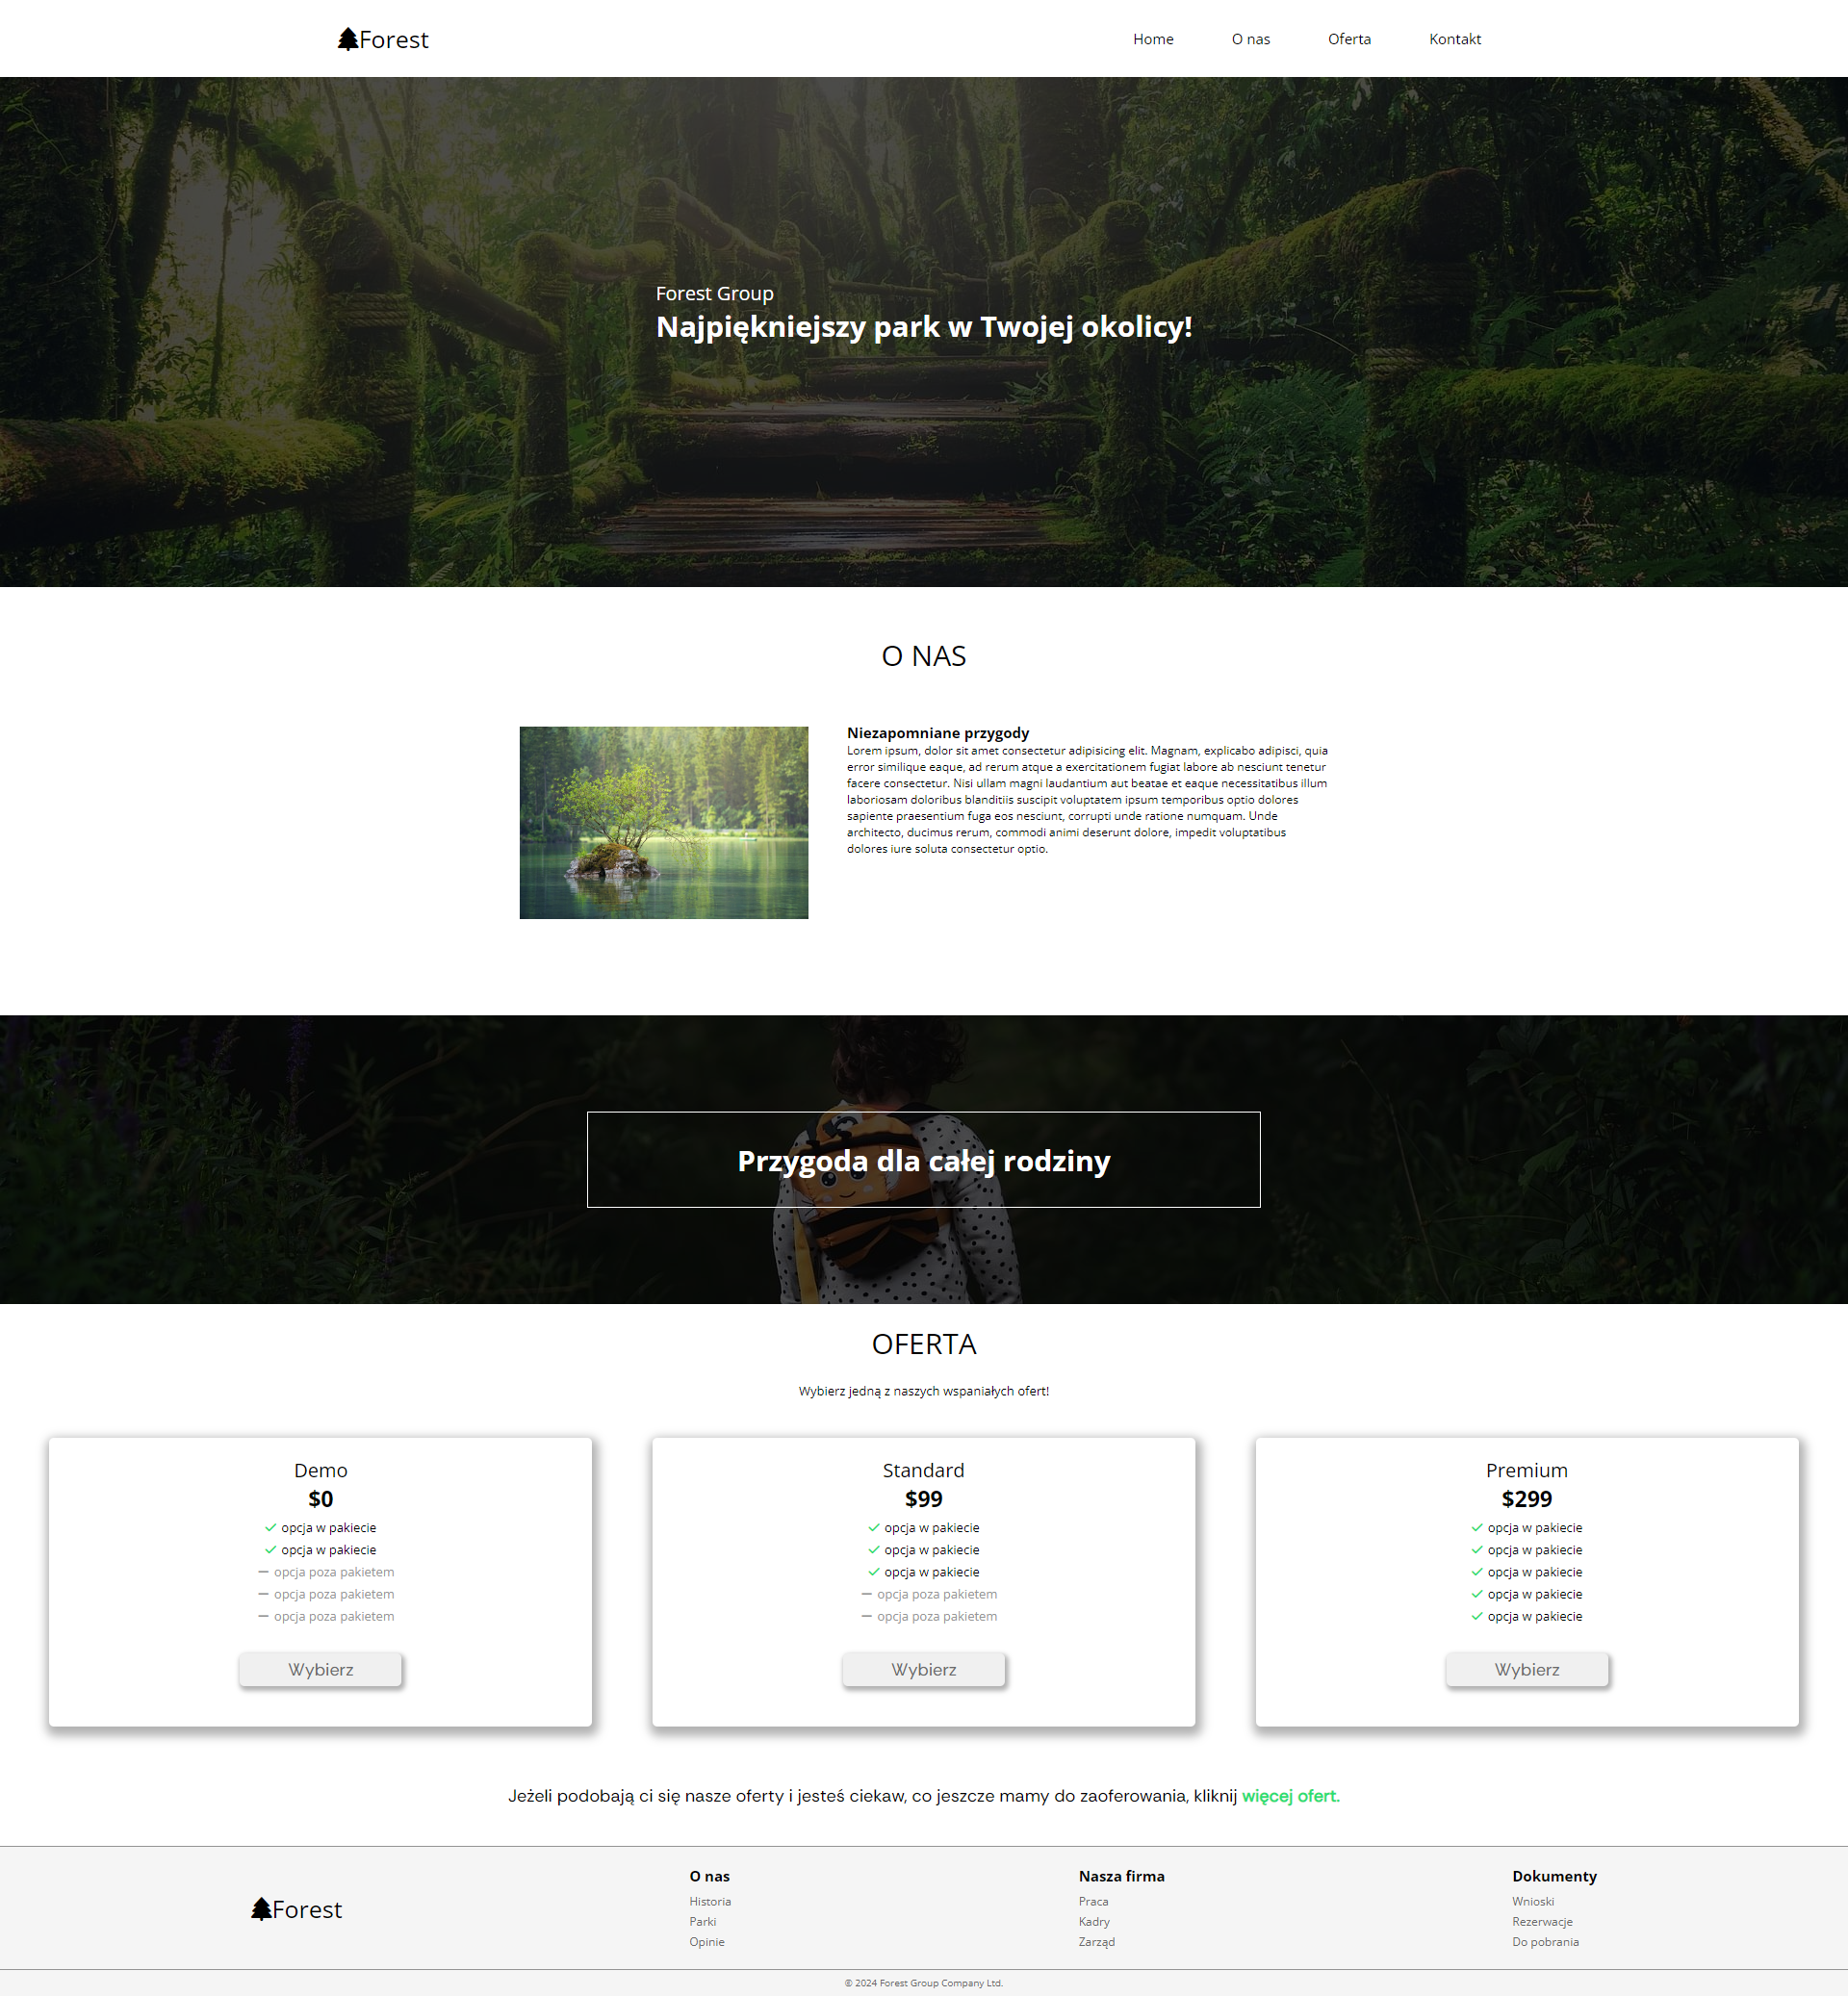 Forest
Home
O nas
Oferta
Kontakt
Forest Group
Najpiękniejszy park w Twojej okolicy!
O NAS
Niezapomniane przygody
Lorem ipsum, dolor sit amet consectetur adipisicing elit. Magnam, explicabo adipisci, quia
error similique eaque, ad rerum atque a exercitationem fugiat labore ab nesciunt tenetur
facere consectetur. Nisi ullam magni laudantium aut beatae et eaque necessitatibus illum
laboriosam doloribus blanditiis suscipit voluptatem ipsum temporibus optio dolores
sapiente praesentium fuga eos nesciunt, corrupti unde ratione numquam. Unde
architecto, ducimus rerum, commodi animi deserunt dolore, impedit voluptatibus
dolores iure soluta consectetur optio.
Przygoda dla całej rodziny
OFERTA
Wybierz jedną z naszych wspaniałych ofert!
Demo
$0
opcja w pakiecie
opcja w pakiecie
opcja poza pakietem
opcja poza pakietem
opcja poza pakietem
Wybierz
Standard
$99
opcja w pakiecie
opcja w pakiecie
opcja w pakiecie
opcja poza pakietem
opcja poza pakietem
Wybierz
Premium
$299
opcja w pakiecie
opcja w pakiecie
opcja w pakiecie
opcja w pakiecie
opcja w pakiecie
Wybierz
Jeżeli podobają ci się nasze oferty i jesteś ciekaw, co jeszcze mamy do zaoferowania, kliknij więcej ofert.
Forest
O nas
Historia
Parki
Opinie
Nasza firma
Praca
Kadry
Zarząd
Dokumenty
Wnioski
Rezerwacje
Do pobrania
© 2024 Forest Group Company Ltd.